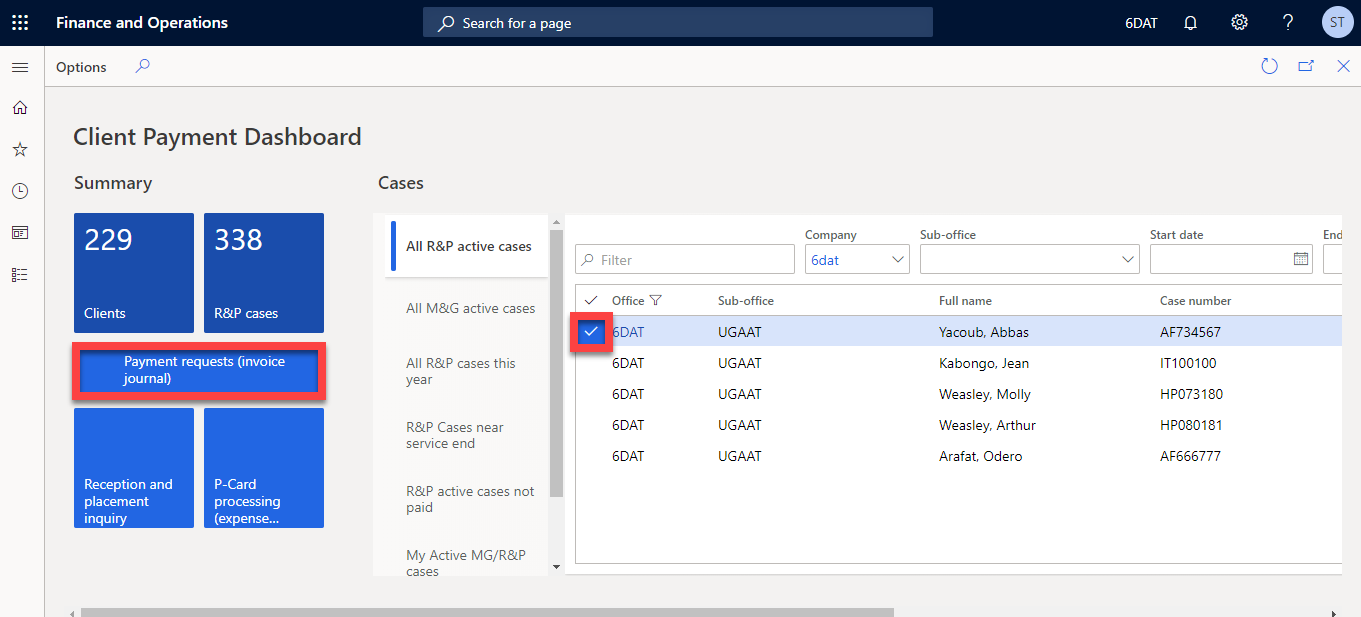 Finance and Operations
Search for a page
6DAT
?
ST
Options
Client Payment Dashboard
Summary
229
Clients
338
R&P cases
Payment requests (invoice
journal)
Reception and
placement
inquiry
P-Card
processing
(expense...
Cases
All R&P active cases
All M&G active cases
All R&P cases this
year
R&P Cases near
service end
R&P active cases not
paid
My Active MG/R&P
cases
Filter
Company
6dat
Sub-office
Start date
End
Office Sub-office Full name Case number
6DAT UGAAT Yacoub, Abbas AF734567
6DAT UGAAT Kabongo, Jean IT100100
6DAT UGAAT Weasley, Molly HP073180
6DAT UGAAT Weasley, Arthur HP080181
6DAT UGAAT Arafat, Odero AF666777